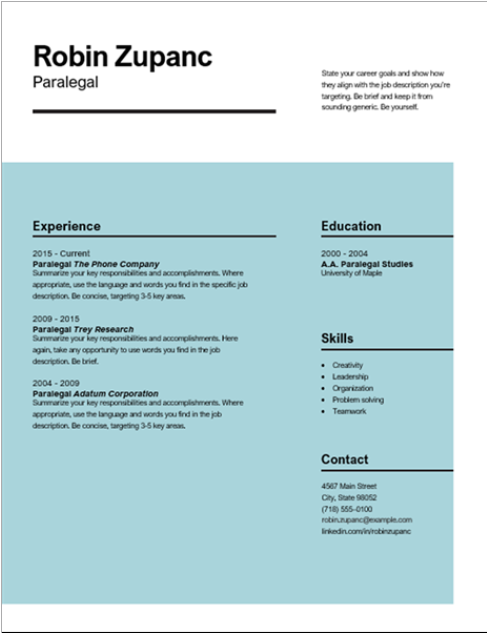 Robin Zupanc
Paralegal
State your career goals and show how
they align with the job description you're
targeting. Be brief and keep it from
sounding generic. Be yourself.
Experience
2015 - Current
Paralegal The Phone Company
Summarize your key responsibilities and accomplishments. Where
appropriate, use the language and words you find in the specific job
description. Be concise, targeting 3-5 key areas.
2009 - 2015
Paralegal Trey Research
Summarize your key responsibilities and accomplishments. Here
again, take any opportunity to use words you find in the job
description. Be brief.
2004 - 2009
Paralegal Adatum Corporation
Summarize your key responsibilities and accomplishments. Where
appropriate, use the language and words you find in the job
description. Be concise, targeting 3-5 key areas.
Education
2000 - 2004
A.A. Paralegal Studies
University of Maple
Skills
• Creativity
• Leadership
• Organization
• Problem solving
• Teamwork
Contact
4567 Main Street
City, State 98052
(718) 555-0100
robin.zupanc@example.com
linkedin.com/in/robinzupanc